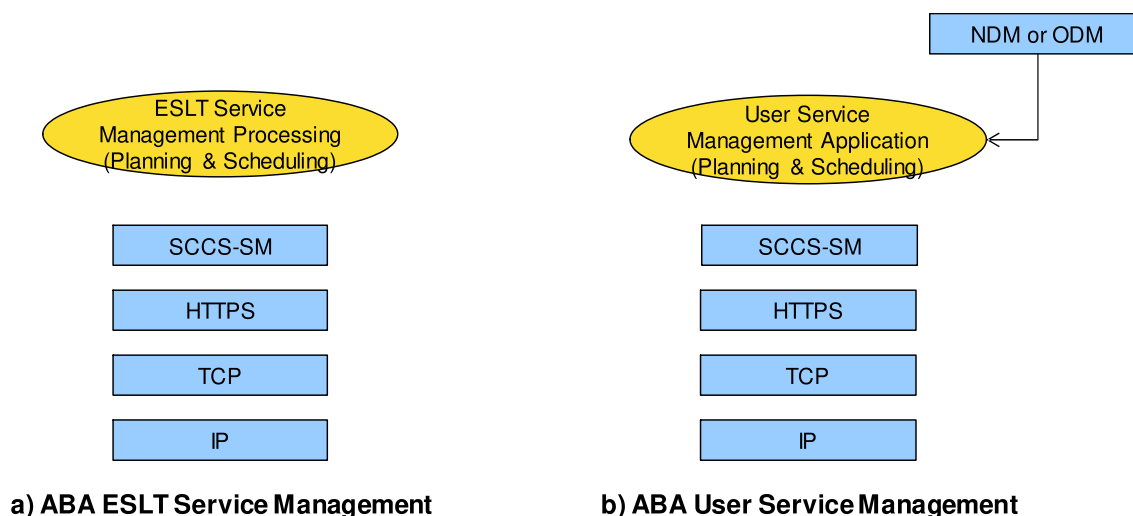 NDM or ODM
ESLT Service
Management Processing
(Planning & Scheduling)
User Service
Management Application
(Planning & Scheduling)
SCCS-SM
SCCS-SM
HTTPS
HTTPS
TCP
TCP
IP
IP
a) ABA ESLT Service Management
b) ABA User Service Management